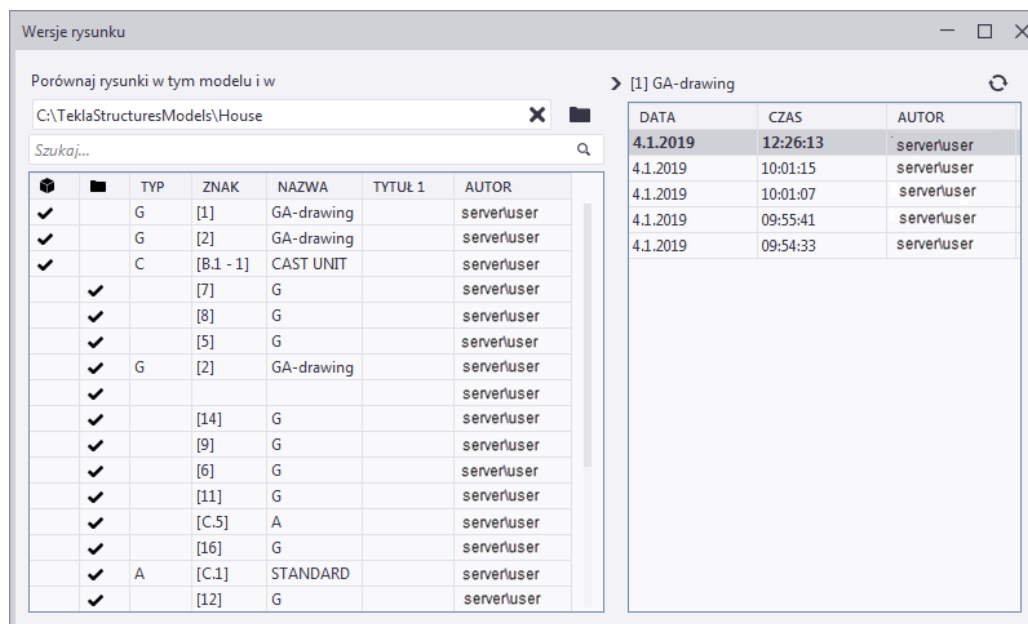 Wersje rysunku
Porównaj rysunki w tym modelu i w
C:\TeklaStructuresModels\House
Szukaj...
TYP ZNAK NAZWA TYTUŁ 1 AUTOR
G [1] GA-drawing server\user
G [2] GA-drawing server\user
C [B.1 - 1] CAST UNIT server\user
[7] G server\user
[8] G server\user
[5] G server\user
G [2] GA-drawing server\user
server\user
[14] G server\user
[9] G server\user
[6] G server\user
[11] G server\user
[C.5] A server\user
[16] G server\user
A [C.1] STANDARD server\user
[12] G server\user
[1] GA-drawing
DATA CZAS AUTOR
4.1.2019 12:26:13 server\user
4.1.2019 10:01:15 server\user
4.1.2019 10:01:07 server\user
4.1.2019 09:55:41 server\user
4.1.2019 09:54:33 server\user